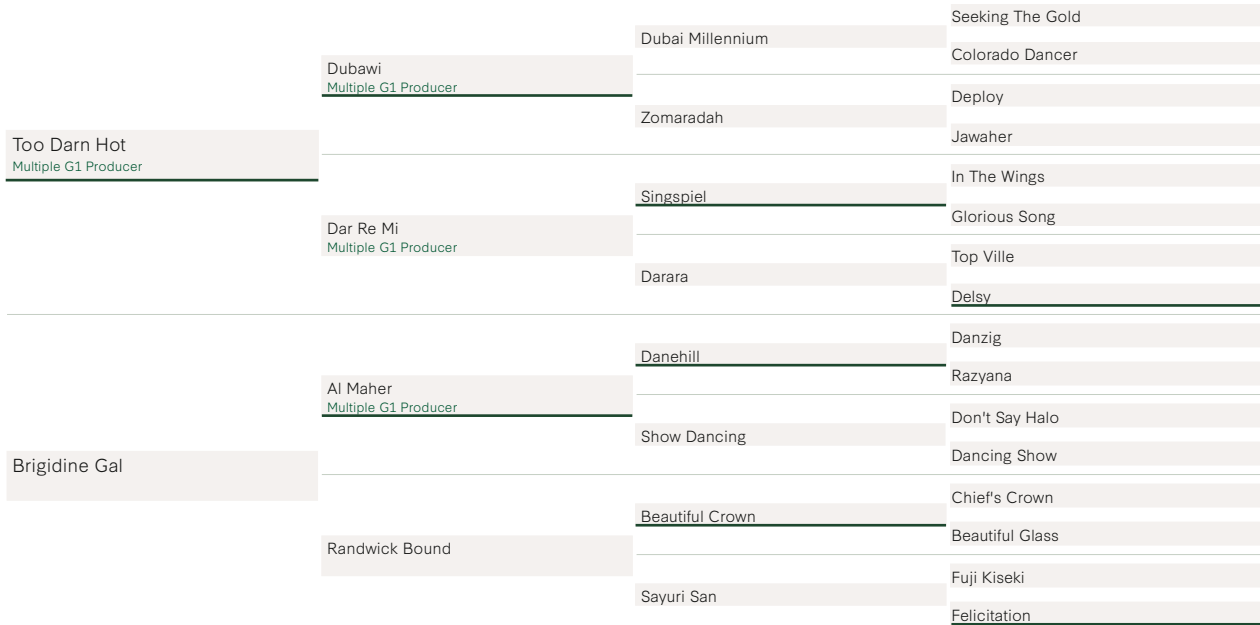 Too Darn Hot
Multiple G1 Producer
Brigidine Gal
Dubawi
Multiple G1 Producer
Dar Re Mi
Multiple G1 Producer
Al Maher
Multiple G1 Producer
Randwick Bound
Dubai Millennium
Zomaradah
Singspiel
Darara
Danehill
Show Dancing
Beautiful Crown
Sayuri San
Seeking The Gold
Colorado Dancer
Deploy
Jawaher
In The Wings
Glorious Song
Top Ville
Delsy
Danzig
Razyana
Don't Say Halo
Dancing Show
Chief's Crown
Beautiful Glass
Fuji Kiseki
Felicitation